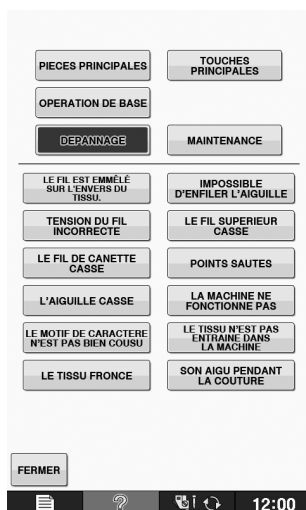 PIECES PRINCIPALES
TOUCHES
PRINCIPALES
OPERATION DE BASE
DEPANNAGE
MAINTENANCE
LE FIL EST EMMÊLÉ
SUR L'ENVERS DU
TISSU.
IMPOSSIBLE
D'ENFILER L'AIGUILLE
TENSION DU FIL
INCORRECTE
LE FIL SUPERIEUR
CASSE
LE FIL DE CANETTE
CASSE
POINTS SAUTES
L'AIGUILLE CASSE
LA MACHINE NE
FONCTIONNE PAS
LE MOTIF DE CARACTERE
N'EST PAS BIEN COUSU
LE TISSU N'EST PAS
ENTRAINE DANS
LA MACHINE
LE TISSU FRONCE
SON AIGU PENDANT
LA COUTURE
FERMER
?
12:00